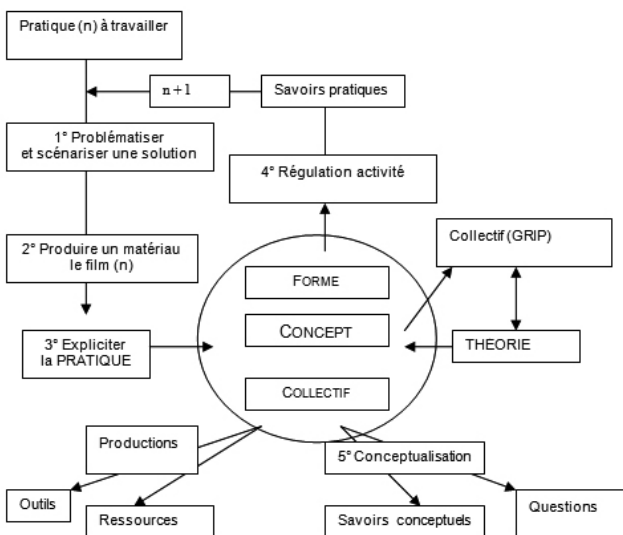 Pratique (n) à travailler
n+1
Savoirs pratiques
1° Problématiser
et scénariser une solution
4° Régulation activité
2° Produire un matériau
le film (n)
Collectif (GRIP)
FORME
CONCEPT
3° Expliciter
la PRATIQUE
THEORIE
COLLECTIF
Productions
5° Conceptualisation
Outils
Ressources
Savoirs conceptuels
Questions